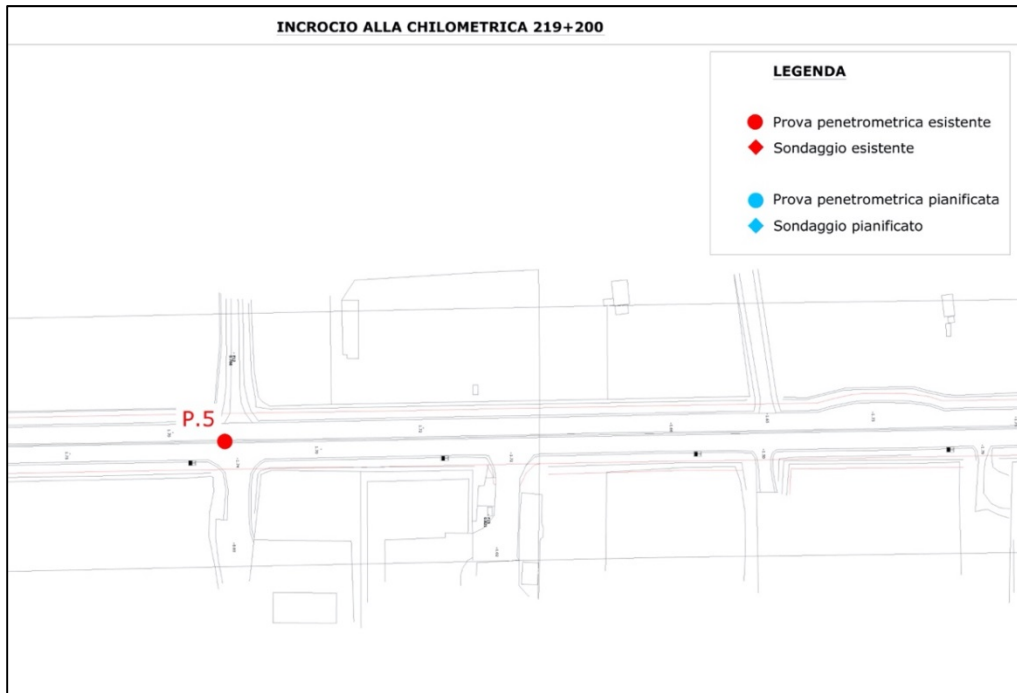 INCROCIO ALLA CHILOMETRICA 219+200
LEGENDA
Prova penetrometrica esistente
Sondaggio esistente
Prova penetrometrica pianificata
Sondaggio pianificato
P.5